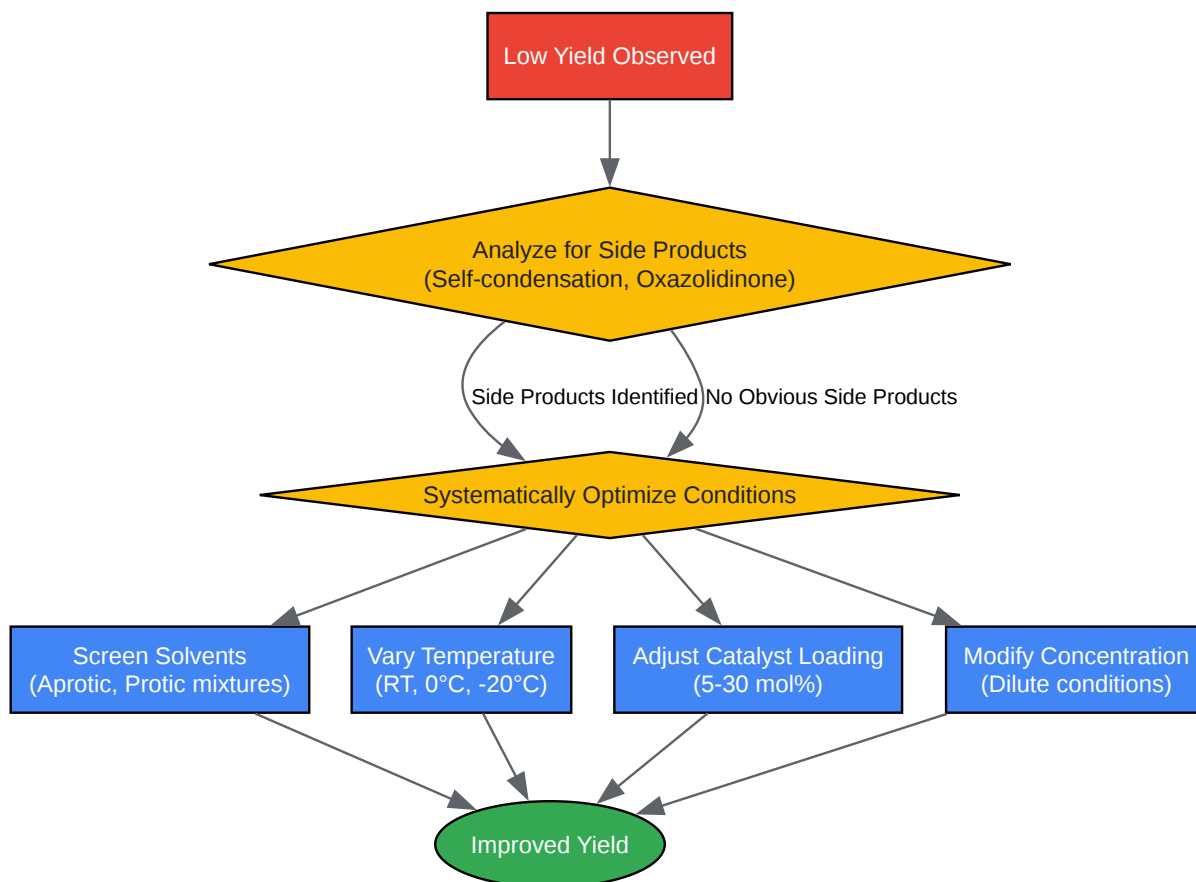 Low Yield Observed
Analyze for Side Products
(Self-condensation, Oxazolidinone)
Side Products Identified
No Obvious Side Products
Systematically Optimize Conditions
Screen Solvents
(Aprotic, Protic mixtures)
Vary Temperature
(RT, 0°C, -20°C)
Adjust Catalyst Loading
(5-30 mol%)
Modify Concentration
(Dilute conditions)
Improved Yield